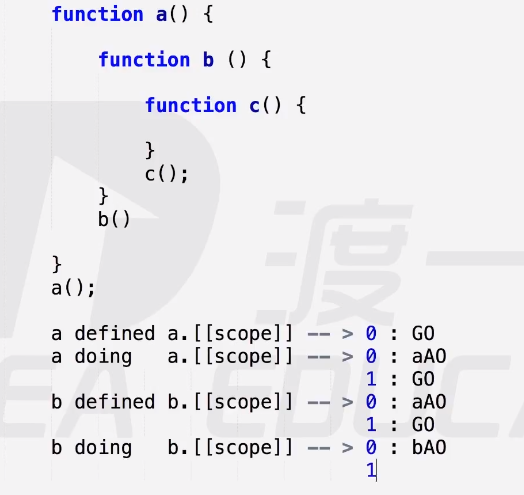 function a() {
function b () {
function c() {
}
c();
}
b()
}
a();
a defined a.[[scope]] -- > 0 : GO
a doing a.[[scope]] -- > 0 : aAO
1 : GO
b defined b.[[scope]] -- > 0 : aAO
1 : GO
b doing b.[[scope]] -- > 0 : bAO
1
渡一
EA EDUC